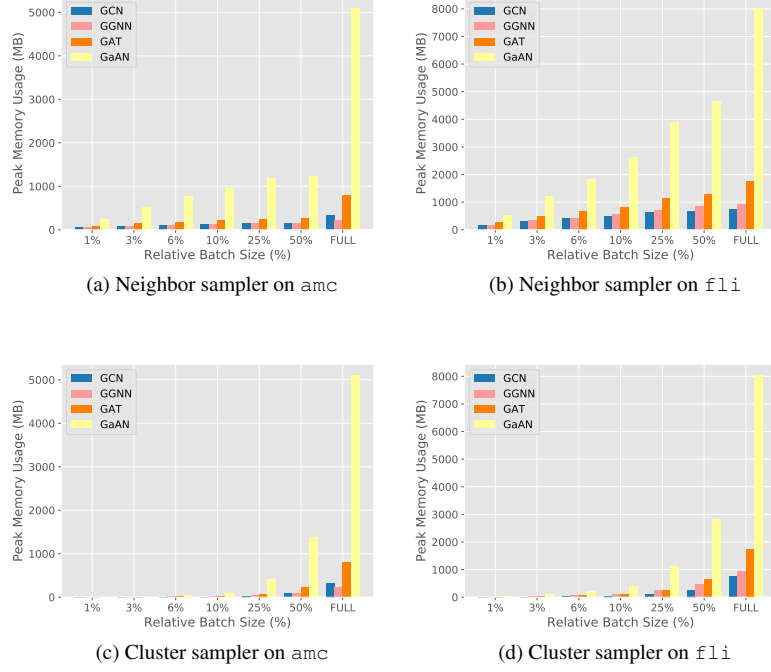 5000
4000
3000
2000
1000
0
Peak Memory Usage (MB)
GCN
GGNN
GAT
GaAN
1% 3% 6% 10% 25% 50% FULL
Relative Batch Size (%)
(a) Neighbor sampler on amc
8000
7000
6000
5000
4000
3000
2000
1000
0
Peak Memory Usage (MB)
GCN
GGNN
GAT
GaAN
1% 3% 6% 10% 25% 50% FULL
Relative Batch Size (%)
(b) Neighbor sampler on fli
5000
4000
3000
2000
1000
0
Peak Memory Usage (MB)
GCN
GGNN
GAT
GaAN
1% 3% 6% 10% 25% 50% FULL
Relative Batch Size (%)
(c) Cluster sampler on amc
8000
7000
6000
5000
4000
3000
2000
1000
0
Peak Memory Usage (MB)
GCN
GGNN
GAT
GaAN
1% 3% 6% 10% 25% 50% FULL
Relative Batch Size (%)
(d) Cluster sampler on fli